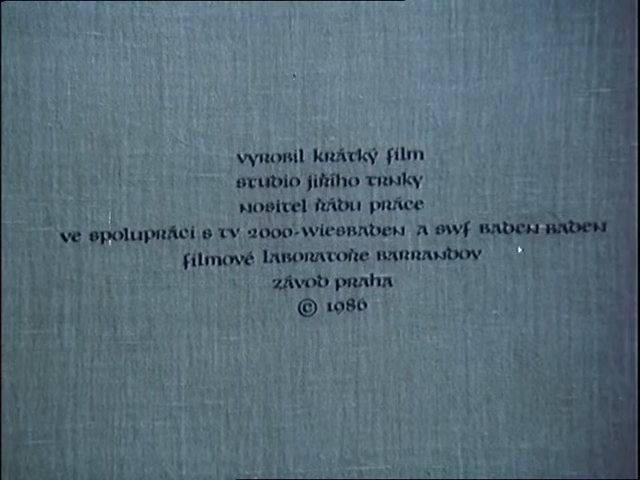 vyrobil krátký film
studio jiřího trnky
nositel řádu práce
ve spolupráci s tv 2000-wiesbaden a swf baden baden
filmové laboratoře barrandov
závod praha
© 1986